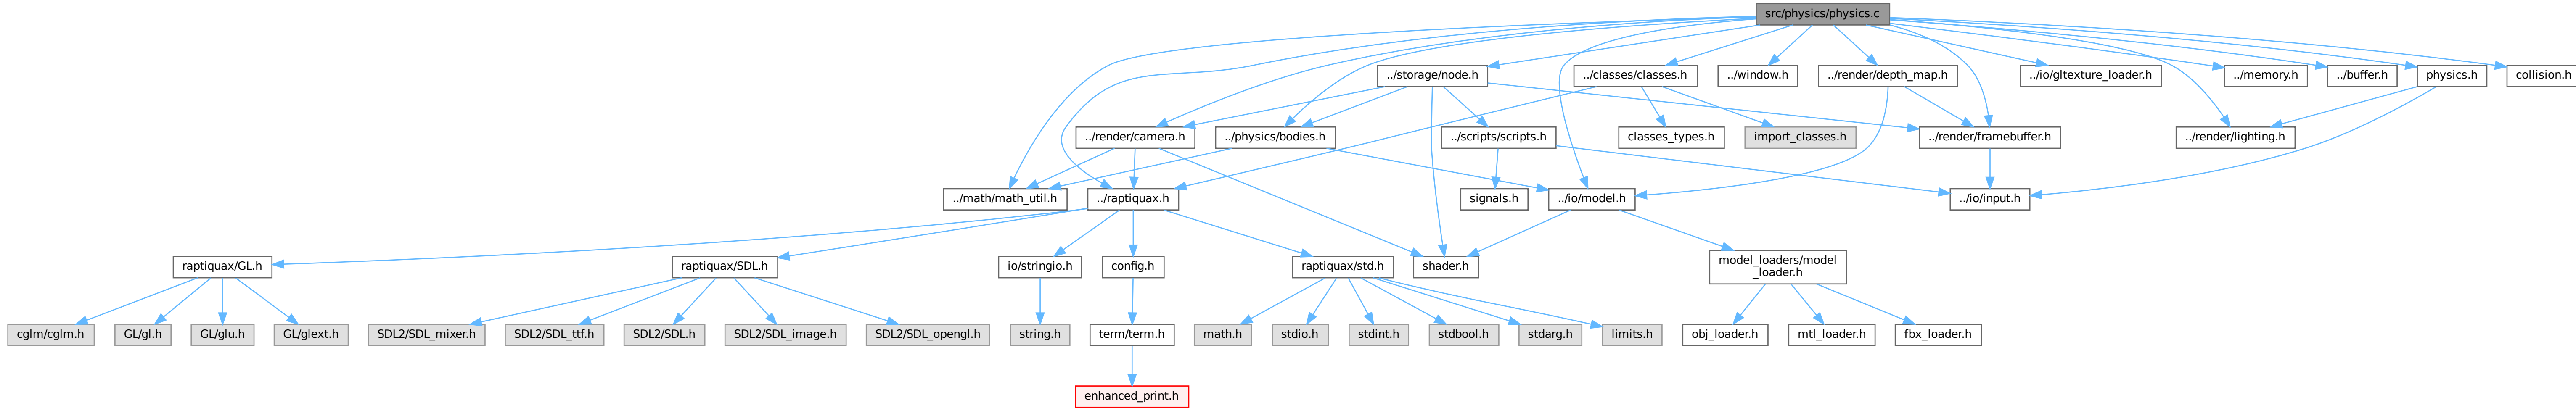 src/physics/physics.c
../storage/node.h
../classes/classes.h
../window.h
../render/depth_map.h
../io/gltexture_loader.h
../memory.h
../buffer.h
physics.h
collision.h
../render/camera.h
../physics/bodies.h
../scripts/scripts.h
classes_types.h
import_classes.h
../render/framebuffer.h
../render/lighting.h
../math/math_util.h
../raptiquax.h
signals.h
../io/model.h
../io/input.h
raptiquax/GL.h
raptiquax/SDL.h
io/stringio.h
config.h
raptiquax/std.h
shader.h
model_loaders/model
_loader.h
cglm/cglm.h
GL/gl.h
GL/glu.h
GL/glext.h
SDL2/SDL_mixer.h
SDL2/SDL_ttf.h
SDL2/SDL.h
SDL2/SDL_image.h
SDL2/SDL_opengl.h
string.h
term/term.h
math.h
stdio.h
stdint.h
stdbool.h
stdarg.h
limits.h
obj_loader.h
mtl_loader.h
fbx_loader.h
enhanced_print.h